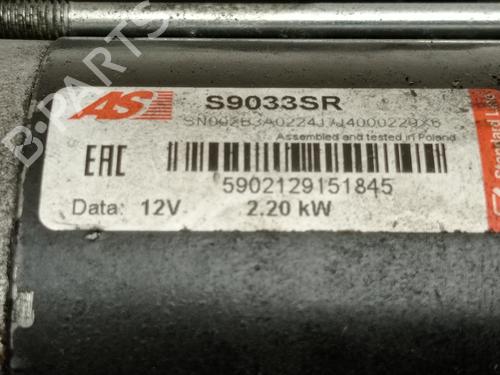 B-PARTS
AS
S9033SR
Assembled and tested in Poland
EAC
5902129151845
Data: 12V 2.20 kW